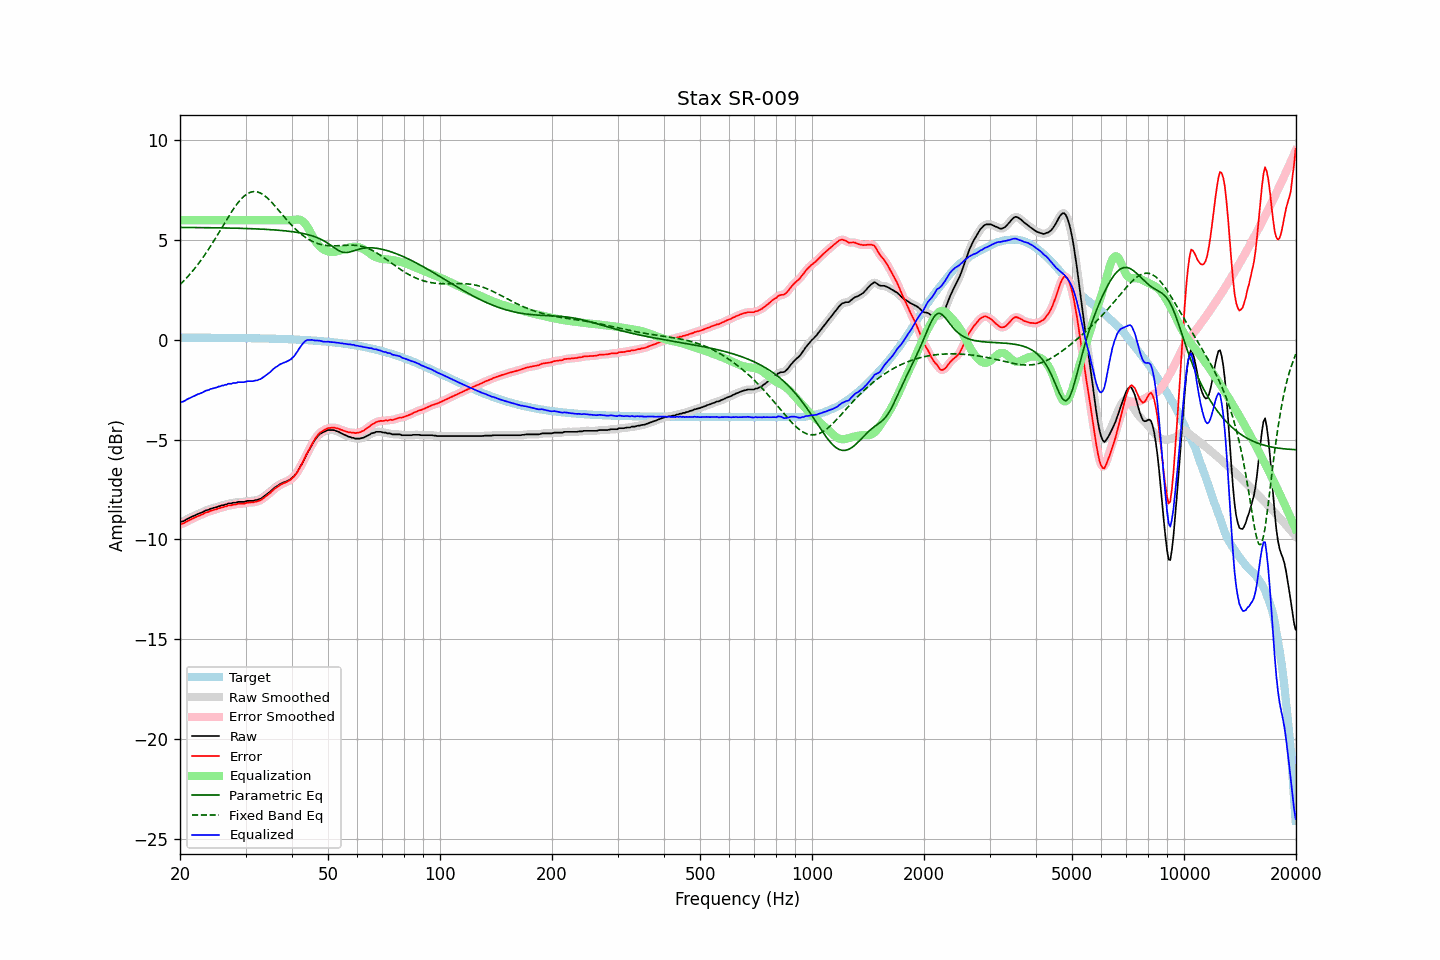 Stax SR-009
10
5
0
−5
−10
−15
−20
−25
Amplitude (dBr)
Target
Raw Smoothed
Error Smoothed
Raw
Error
Equalization
Parametric Eq
Fixed Band Eq
Equalized
20 50 100 200 500 1000 2000 5000 10000 20000
Frequency (Hz)